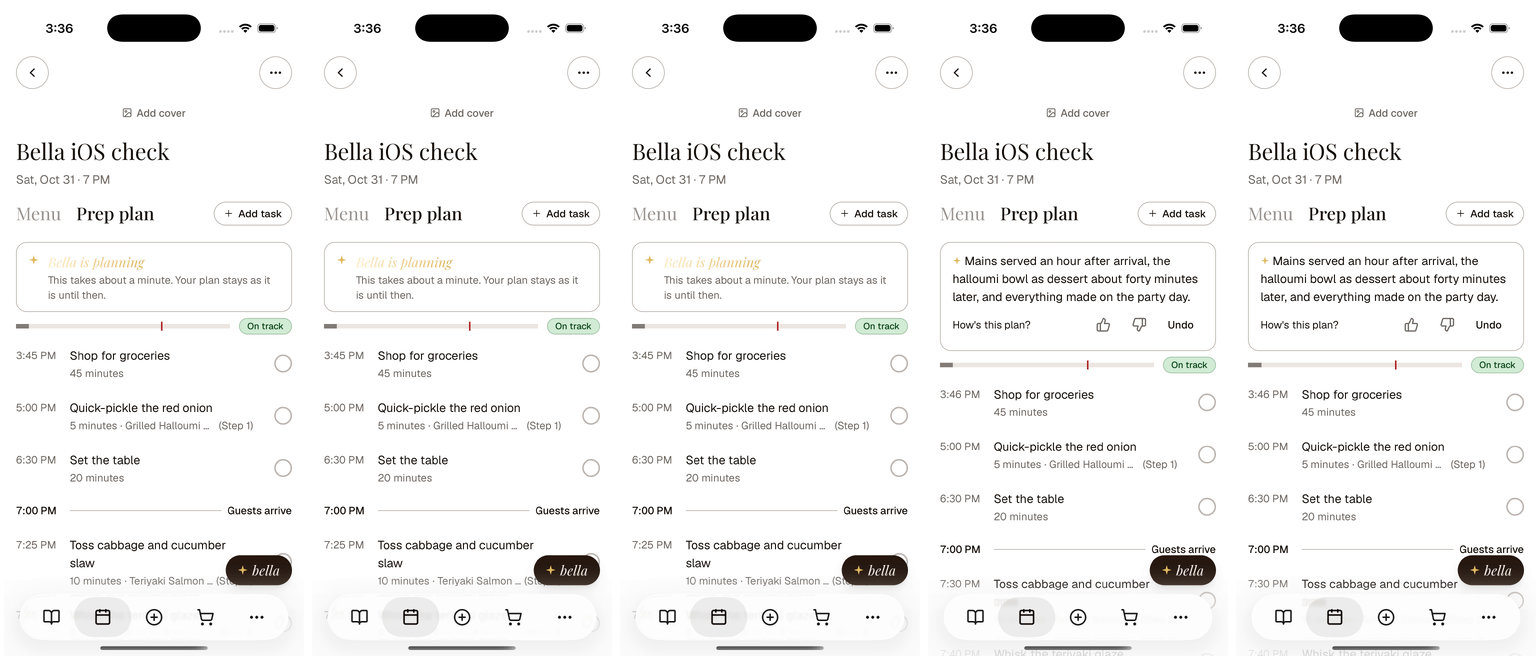 3:36
Add cover
Bella iOS check
Sat, Oct 31 · 7 PM
Menu Prep plan + Add task
Bella is planning
This takes about a minute. Your plan stays as it
is until then.
On track
3:45 PM Shop for groceries
45 minutes
5:00 PM Quick-pickle the red onion
5 minutes · Grilled Halloumi ... (Step 1)
6:30 PM Set the table
20 minutes
7:00 PM Guests arrive
7:25 PM Toss cabbage and cucumber
slaw
10 minutes · Teriyaki Salmon ...
bella
3:36
Add cover
Bella iOS check
Sat, Oct 31 · 7 PM
Menu Prep plan + Add task
Bella is planning
This takes about a minute. Your plan stays as it
is until then.
On track
3:45 PM Shop for groceries
45 minutes
5:00 PM Quick-pickle the red onion
5 minutes · Grilled Halloumi ... (Step 1)
6:30 PM Set the table
20 minutes
7:00 PM Guests arrive
7:25 PM Toss cabbage and cucumber
slaw
10 minutes · Teriyaki Salmon ...
bella
3:36
Add cover
Bella iOS check
Sat, Oct 31 · 7 PM
Menu Prep plan + Add task
Bella is planning
This takes about a minute. Your plan stays as it
is until then.
On track
3:45 PM Shop for groceries
45 minutes
5:00 PM Quick-pickle the red onion
5 minutes · Grilled Halloumi ... (Step 1)
6:30 PM Set the table
20 minutes
7:00 PM Guests arrive
7:25 PM Toss cabbage and cucumber
slaw
10 minutes · Teriyaki Salmon ...
bella
3:36
Add cover
Bella iOS check
Sat, Oct 31 · 7 PM
Menu Prep plan + Add task
Mains served an hour after arrival, the
halloumi bowl as dessert about forty minutes
later, and everything made on the party day.
How's this plan? Undo
On track
3:46 PM Shop for groceries
45 minutes
5:00 PM Quick-pickle the red onion
5 minutes · Grilled Halloumi ... (Step 1)
6:30 PM Set the table
20 minutes
7:00 PM Guests arrive
bella
7:30 PM Toss cabbage and cucumber
7:40 PM Whisk the teriyaki glaze
3:36
Add cover
Bella iOS check
Sat, Oct 31 · 7 PM
Menu Prep plan + Add task
Mains served an hour after arrival, the
halloumi bowl as dessert about forty minutes
later, and everything made on the party day.
How's this plan? Undo
On track
3:46 PM Shop for groceries
45 minutes
5:00 PM Quick-pickle the red onion
5 minutes · Grilled Halloumi ... (Step 1)
6:30 PM Set the table
20 minutes
7:00 PM Guests arrive
bella
7:30 PM Toss cabbage and cucumber
7:40 PM Whisk the teriyaki glaze